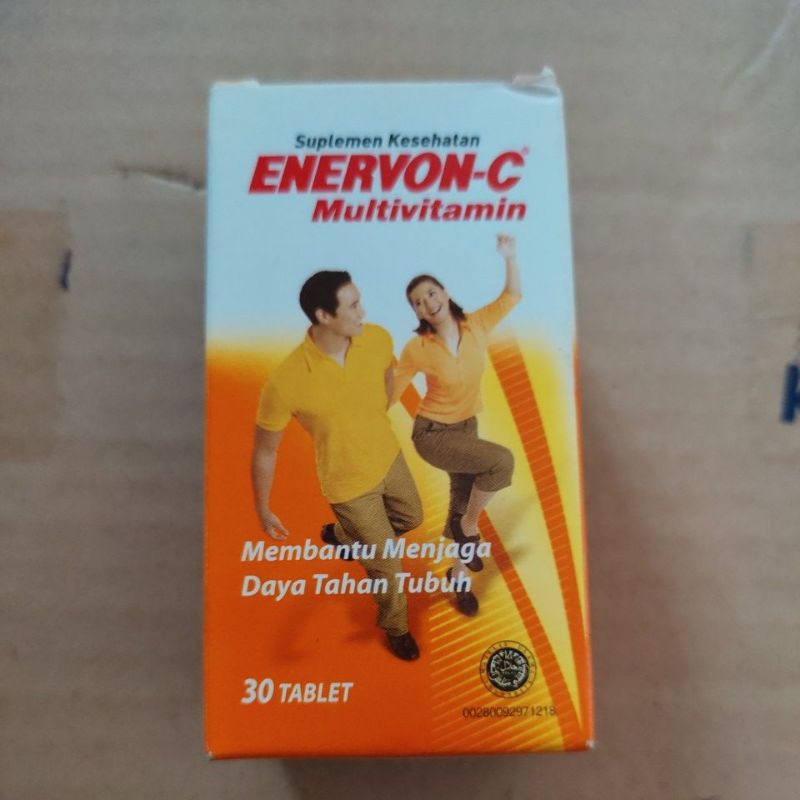 Suplemen Kesehatan
ENERVON-C®
Multivitamin
Membantu Menjaga
Daya Tahan Tubuh
30 TABLET
00280092971218